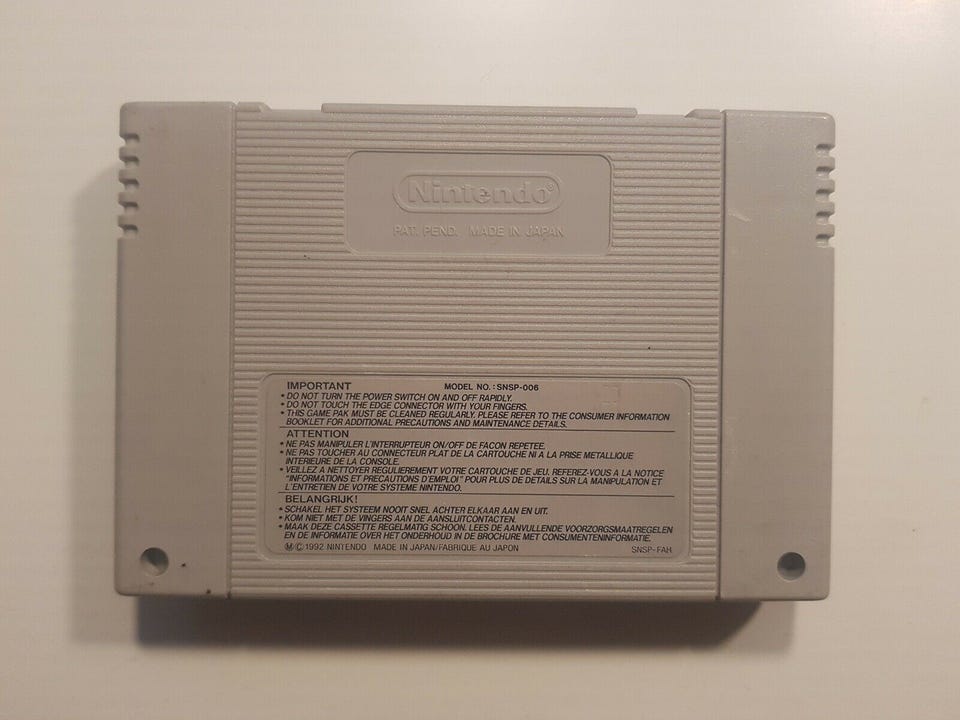 Nintendo®
PAT. PEND. MADE IN JAPAN
IMPORTANT MODEL NO. : SNSP-006
• DO NOT TURN THE POWER SWITCH ON AND OFF RAPIDLY.
• DO NOT TOUCH THE EDGE CONNECTOR WITH YOUR FINGERS.
• THIS GAME PAK MUST BE CLEANED REGULARLY. PLEASE REFER TO THE CONSUMER INFORMATION
BOOKLET FOR ADDITIONAL PRECAUTIONS AND MAINTENANCE DETAILS.
ATTENTION
• NE PAS MANIPULER L'INTERRUPTEUR ON/OFF DE FACON REPETEE.
• NE PAS TOUCHER AU CONNECTEUR PLAT DE LA CARTOUCHE NI A LA PRISE METALLIQUE
INTERIEURE DE LA CONSOLE.
• VEILLEZ A NETTOYER REGULIEREMENT VOTRE CARTOUCHE DE JEU. REFEREZ-VOUS A LA NOTICE
"INFORMATIONS ET PRECAUTIONS D'EMPLOI" POUR PLUS DE DETAILS SUR LA MANIPULATION ET
L'ENTRETIEN DE VOTRE SYSTEME NINTENDO.
BELANGRIJK!
• SCHAKEL HET SYSTEEM NOOIT SNEL ACHTER ELKAAR AAN EN UIT.
• KOM NIET MET DE VINGERS AAN DE AANSLUITCONTACTEN.
• MAAK DEZE CASSETTE REGELMATIG SCHOON. LEES DE AANVULLENDE VOORZORGSMAATREGELEN
EN DE INFORMATIE OVER HET ONDERHOUD IN DE BROCHURE MET CONSUMENTENINFORMATIE.
Ⓜ/© 1992 NINTENDO MADE IN JAPAN/FABRIQUE AU JAPON SNSP-FAH